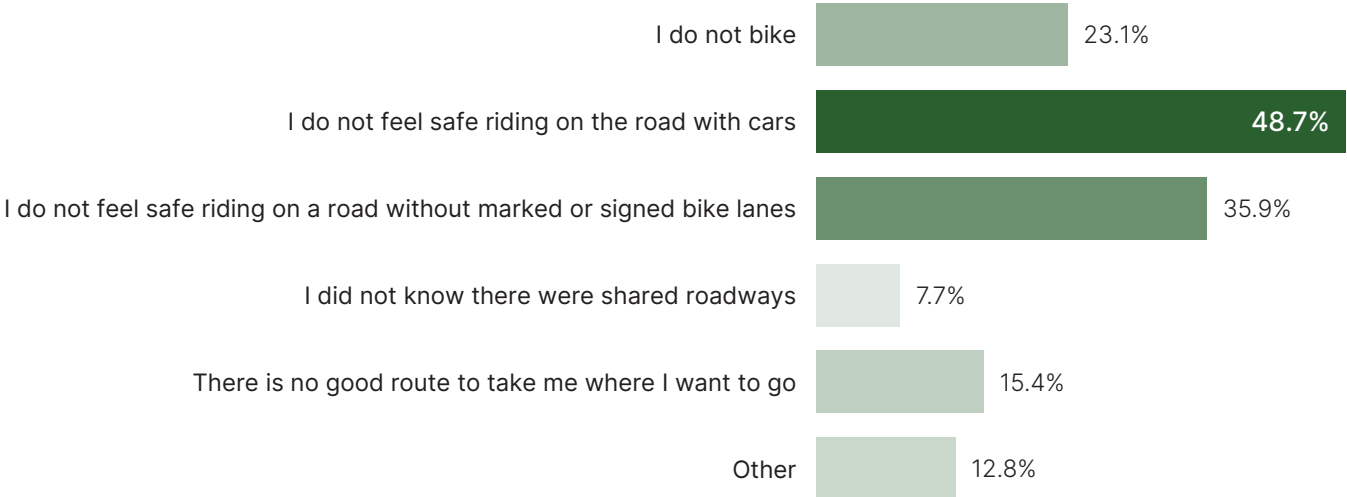 I do not bike 23.1%
I do not feel safe riding on the road with cars 48.7%
I do not feel safe riding on a road without marked or signed bike lanes 35.9%
I did not know there were shared roadways 7.7%
There is no good route to take me where I want to go 15.4%
Other 12.8%